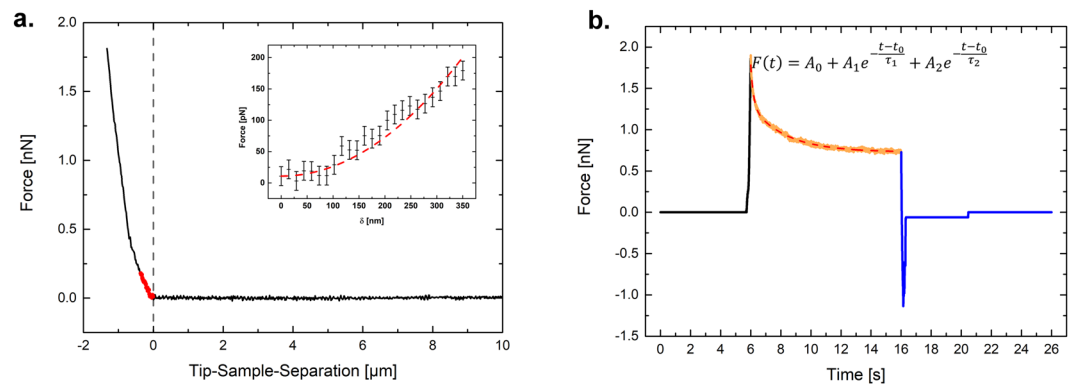 a.
Force [nN]
2.0
1.5
1.0
0.5
0.0
-2 0 2 4 6 8 10
Tip-Sample-Separation [µm]
Force [pN]
200
150
100
50
0
0 50 100 150 200 250 300 350
δ [nm]
b.
Force [nN]
2.0
1.5
1.0
0.5
0.0
-0.5
-1.0
-1.5
0 2 4 6 8 10 12 14 16 18 20 22 24 26
Time [s]
F(t) = A₀ + A₁e^{-\frac{t-t₀}{τ₁}} + A₂e^{-\frac{t-t₀}{τ₂}}